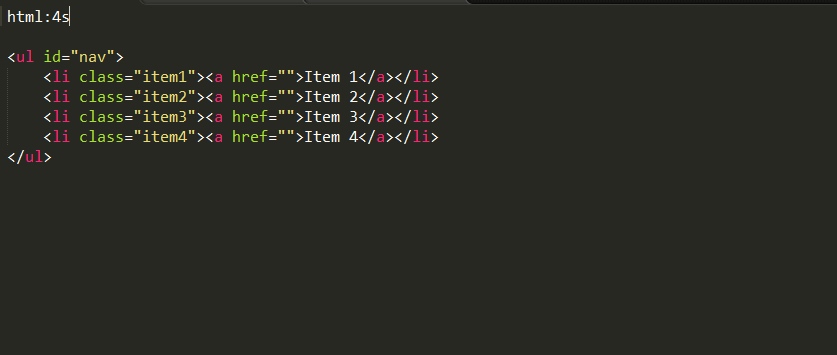 html:4s
<ul id="nav">
<li class="item1"><a href="">Item 1</a></li>
<li class="item2"><a href="">Item 2</a></li>
<li class="item3"><a href="">Item 3</a></li>
<li class="item4"><a href="">Item 4</a></li>
</ul>